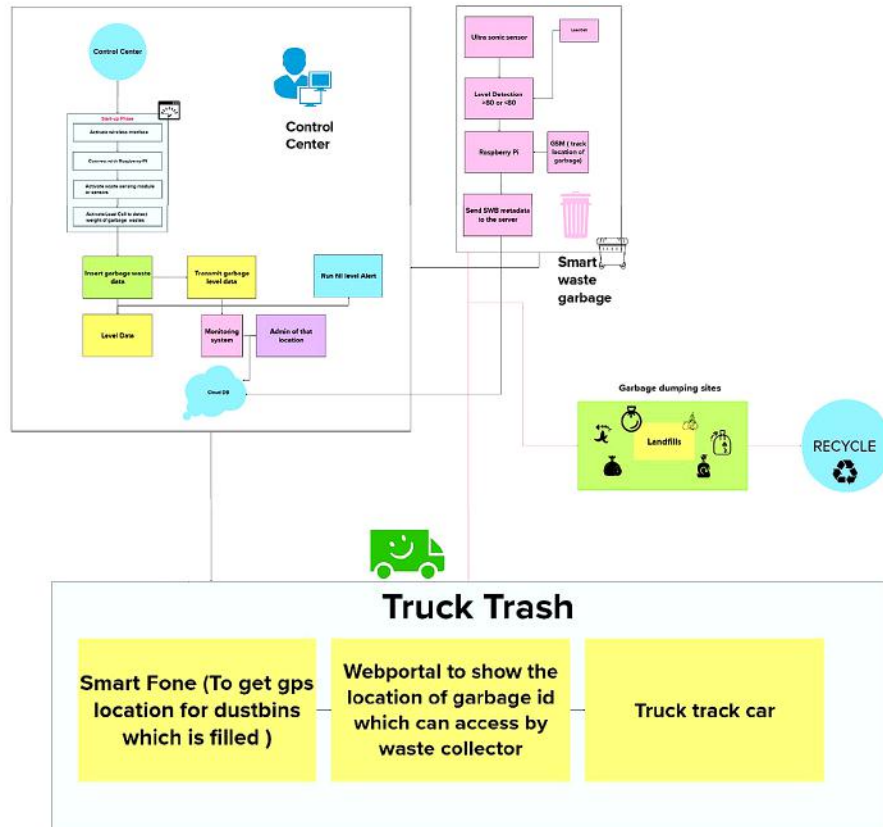 Control Center
Start-up Phase
Activate wireless interface
Connect with Raspberry Pi
Activate waste sensing module
or sensors
Activate Load Cell to detect
weight of garbage wastes
Control
Center
Insert garbage waste
data
Transmit garbage
level data
Run fill level Alert
Level Data
Monitoring
system
Admin of that
location
Cloud DB
Ultra sonic sensor
Level Detection
>80 or <80
Raspberry Pi
GSM ( track
location of
garbage)
Send SWB metadata
to the server
Smart
waste
garbage
Garbage dumping sites
Landfills
RECYCLE
Truck Trash
Smart Fone (To get gps
location for dustbins
which is filled )
Webportal to show the
location of garbage id
which can access by
waste collector
Truck track car